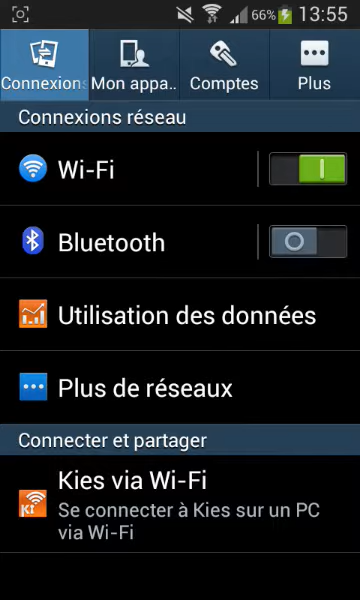 66% 13:55
Connexions Mon appa.. Comptes Plus
Connexions réseau
Wi-Fi
Bluetooth
Utilisation des données
Plus de réseaux
Connecter et partager
Kies via Wi-Fi
Se connecter à Kies sur un PC
via Wi-Fi